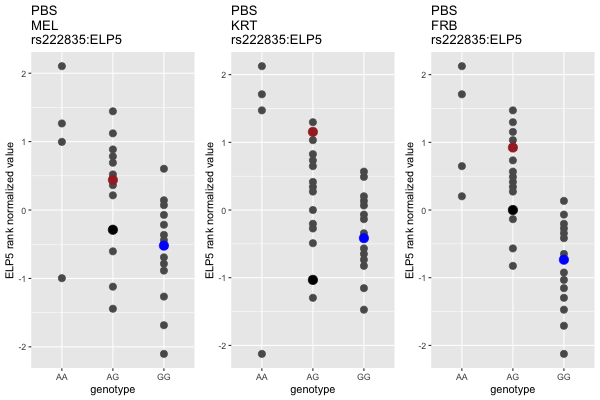 PBS
MEL
rs222835:ELP5
ELP5 rank normalized value
2
1
0
-1
-2
AA
AG
GG
genotype
PBS
KRT
rs222835:ELP5
ELP5 rank normalized value
2
1
0
-1
-2
AA
AG
GG
genotype
PBS
FRB
rs222835:ELP5
ELP5 rank normalized value
2
1
0
-1
-2
AA
AG
GG
genotype